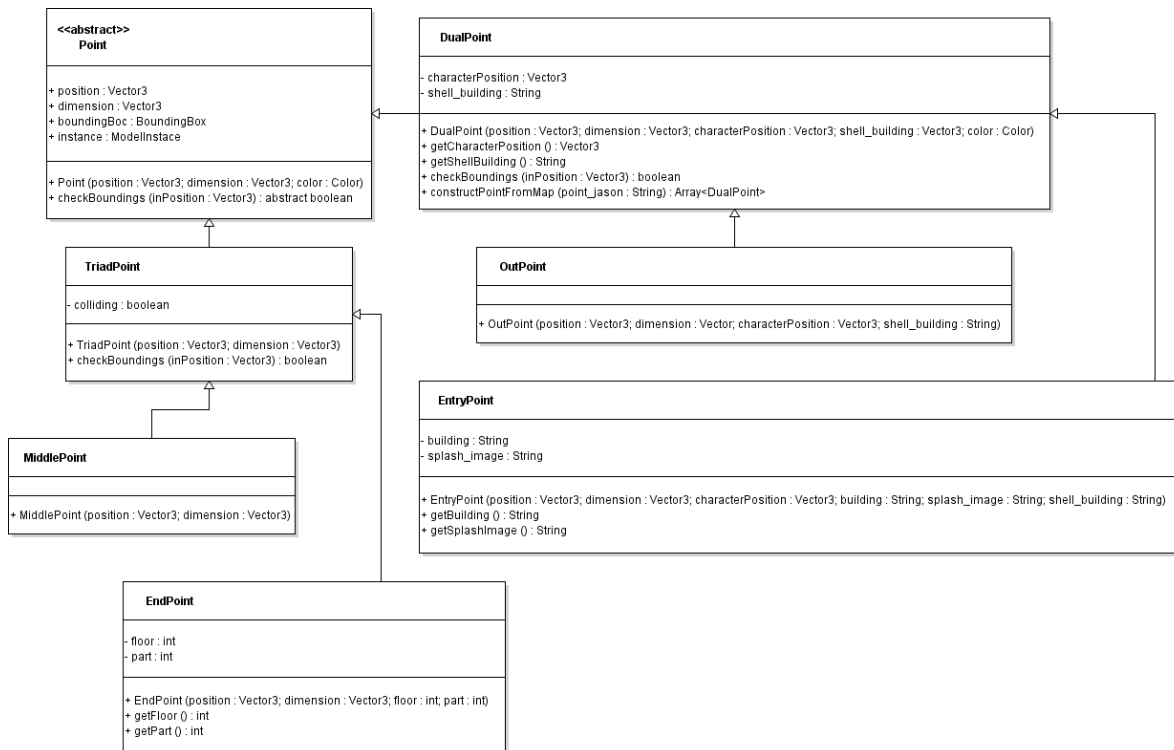 <<abstract>>
Point
+ position : Vector3
+ dimension : Vector3
+ boundingBoc : BoundingBox
+ instance : ModelInstace
+ Point (position : Vector3; dimension : Vector3; color : Color)
+ checkBoundings (inPosition : Vector3) : abstract boolean
DualPoint
- characterPosition : Vector3
- shell_building : String
+ DualPoint (position : Vector3; dimension : Vector3; characterPosition : Vector3; shell_building : Vector3; color : Color)
+ getCharacterPosition () : Vector3
+ getShellBuilding () : String
+ checkBoundings (inPosition : Vector3) : boolean
+ constructPointFromMap (point_jason : String) : Array<DualPoint>
TriadPoint
- colliding : boolean
+ TriadPoint (position : Vector3; dimension : Vector3)
+ checkBoundings (inPosition : Vector3) : boolean
OutPoint
+ OutPoint (position : Vector3; dimension : Vector; characterPosition : Vector3; shell_building : String)
MiddlePoint
+ MiddlePoint (position : Vector3; dimension : Vector3)
EntryPoint
- building : String
- splash_image : String
+ EntryPoint (position : Vector3; dimension : Vector3; characterPosition : Vector3; building : String; splash_image : String; shell_building : String)
+ getBuilding () : String
+ getSplashImage () : String
EndPoint
- floor : int
- part : int
+ EndPoint (position : Vector3; dimension : Vector3; floor : int; part : int)
+ getFloor () : int
+ getPart () : int